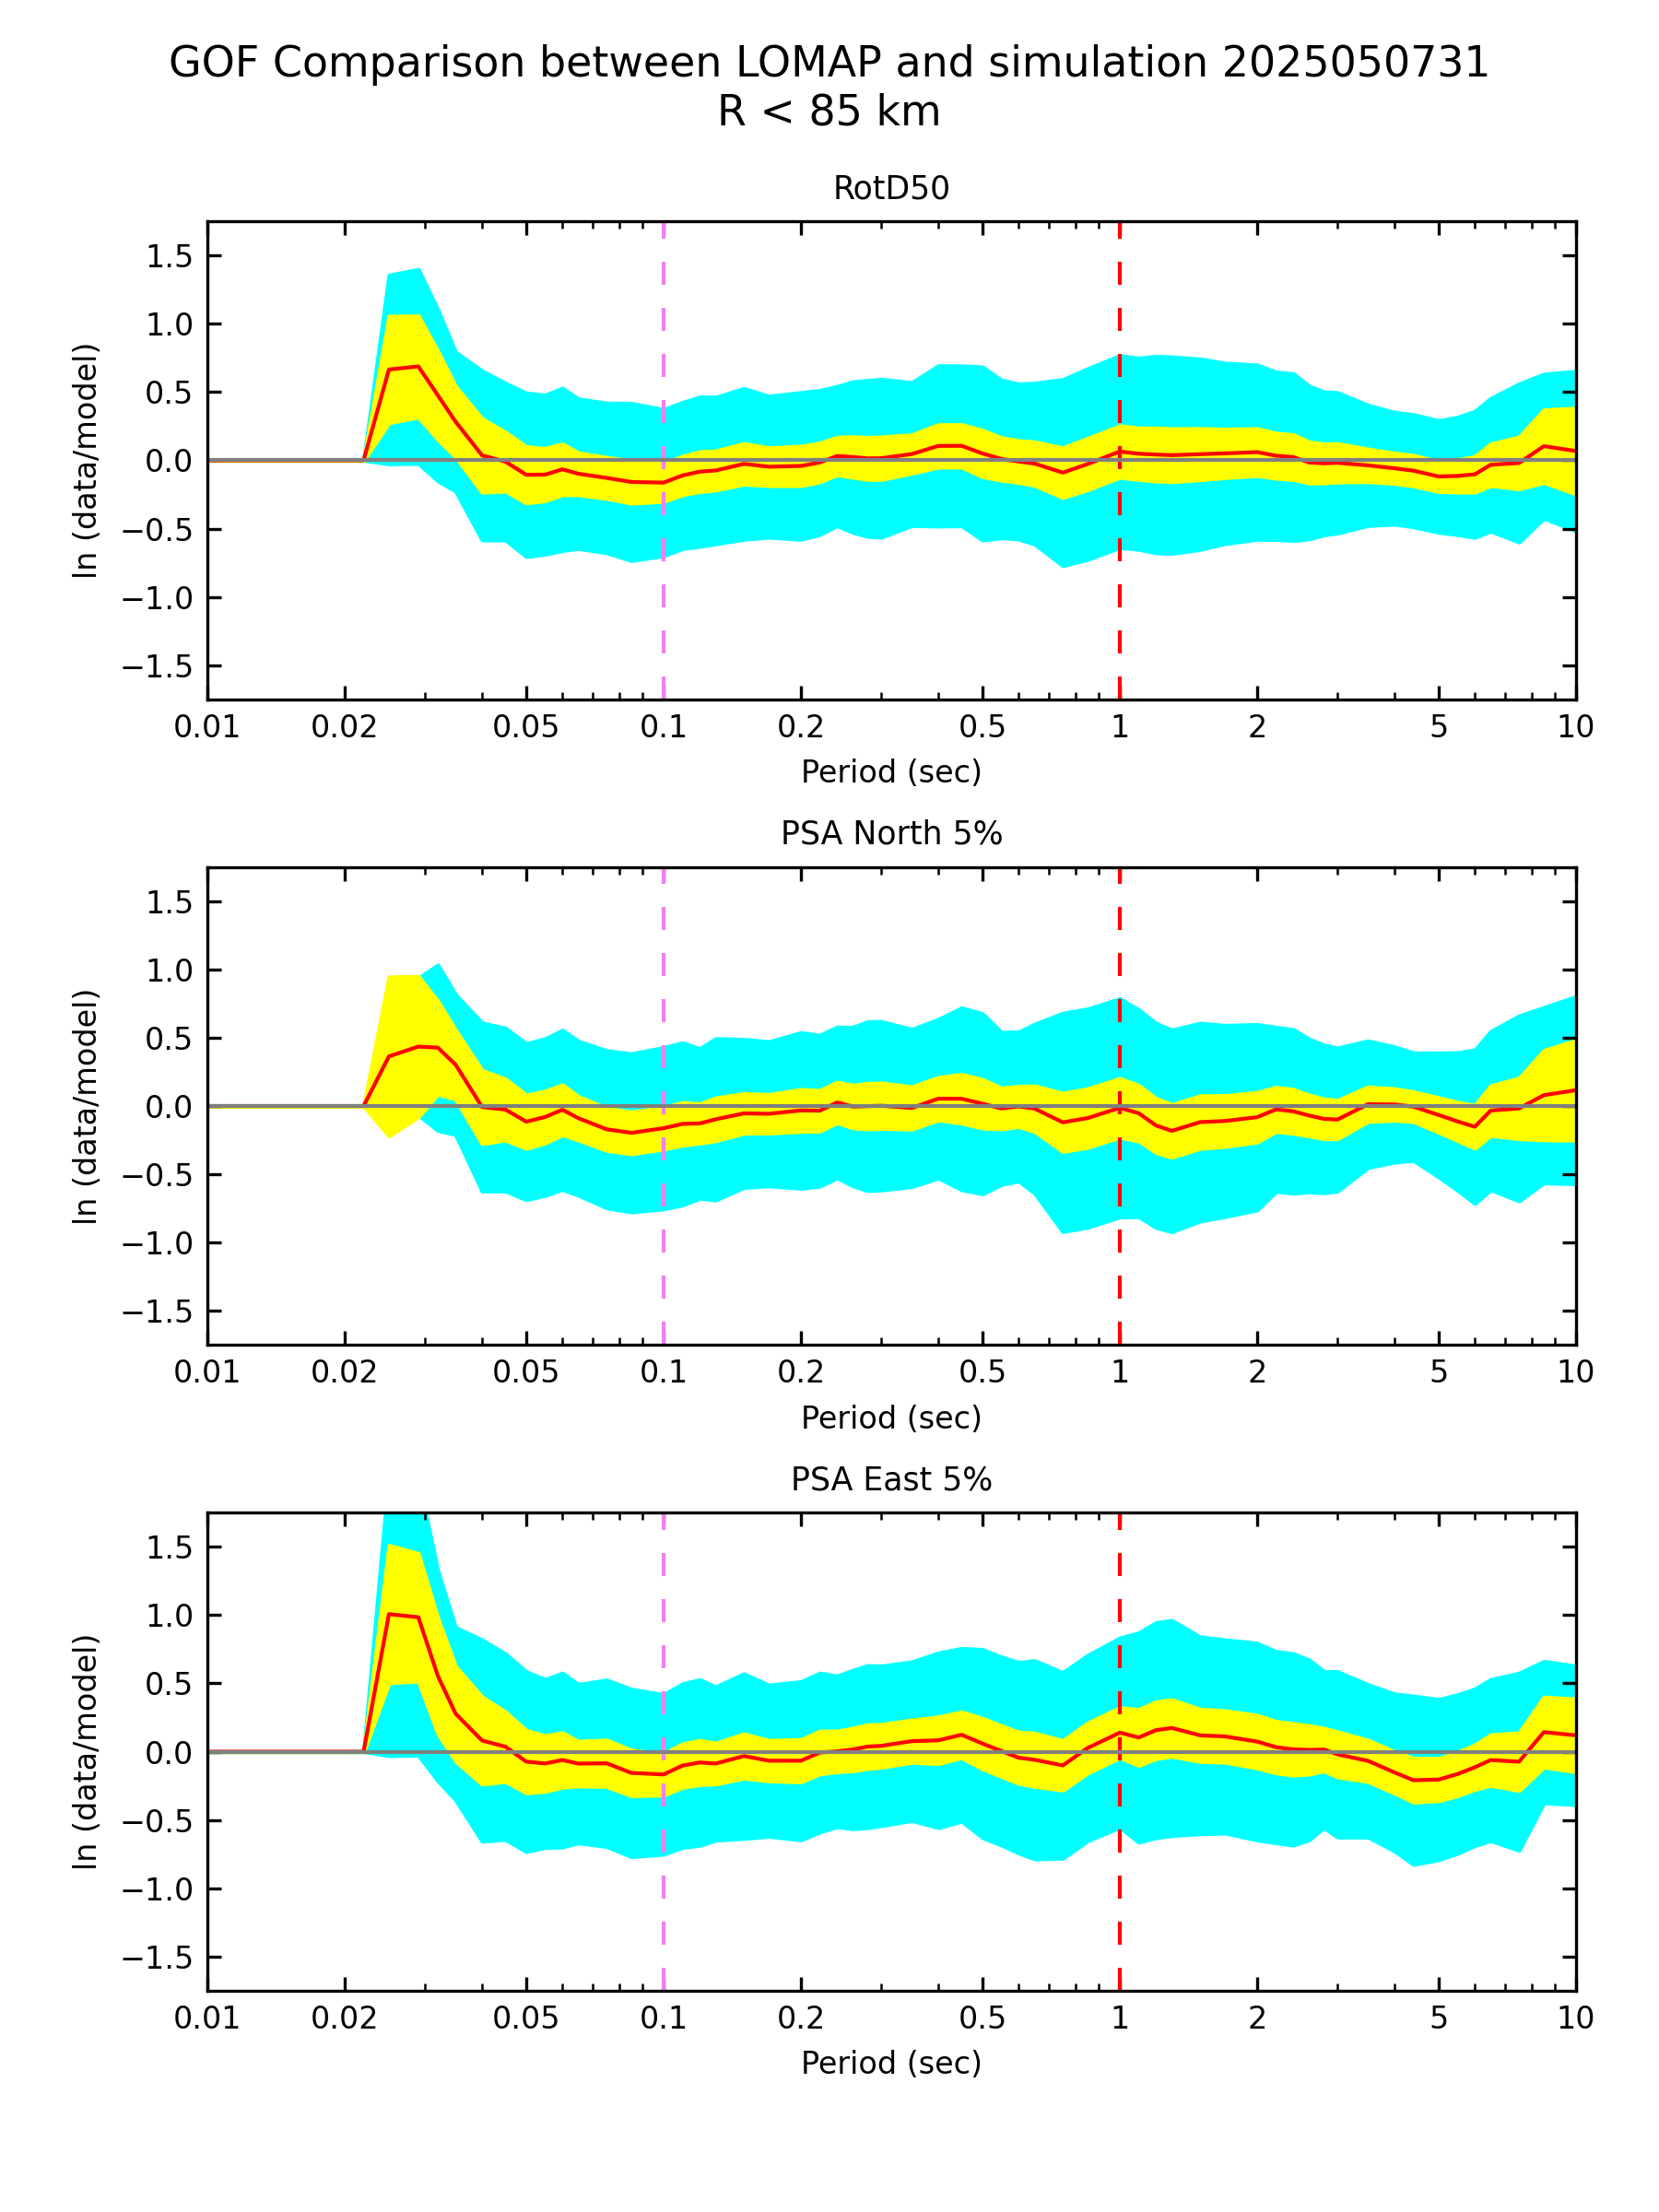 GOF Comparison between LOMAP and simulation 2025050731
R < 85 km
RotD50
ln (data/model)
1.5
1.0
0.5
0.0
−0.5
−1.0
−1.5
0.01 0.02 0.05 0.1 0.2 0.5 1 2 5 10
Period (sec)
PSA North 5%
ln (data/model)
1.5
1.0
0.5
0.0
−0.5
−1.0
−1.5
0.01 0.02 0.05 0.1 0.2 0.5 1 2 5 10
Period (sec)
PSA East 5%
ln (data/model)
1.5
1.0
0.5
0.0
−0.5
−1.0
−1.5
0.01 0.02 0.05 0.1 0.2 0.5 1 2 5 10
Period (sec)